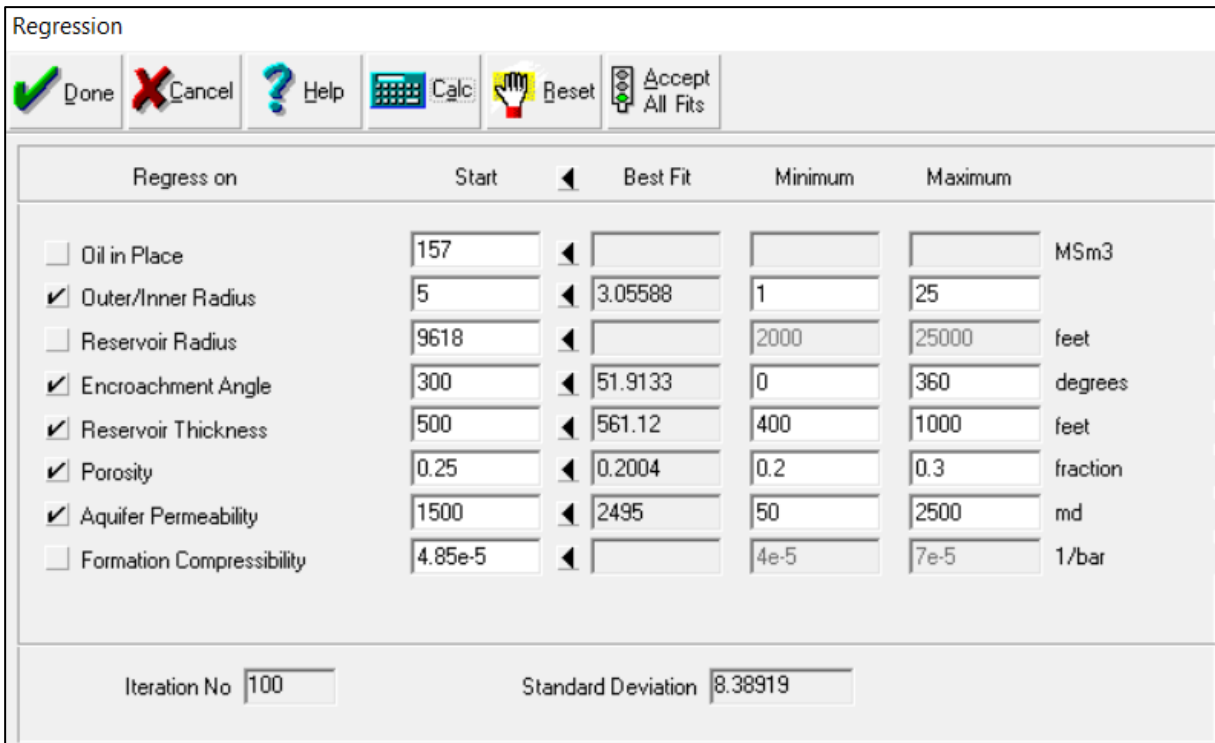 Regression
Done Cancel Help Calc Reset Accept All Fits
Regress on Start Best Fit Minimum Maximum
Oil in Place 157 MSm3
Outer/Inner Radius 5 3.05588 1 25
Reservoir Radius 9618 2000 25000 feet
Encroachment Angle 300 51.9133 0 360 degrees
Reservoir Thickness 500 561.12 400 1000 feet
Porosity 0.25 0.2004 0.2 0.3 fraction
Aquifer Permeability 1500 2495 50 2500 md
Formation Compressibility 4.85e-5 4e-5 7e-5 1/bar
Iteration No 100 Standard Deviation 8.38919